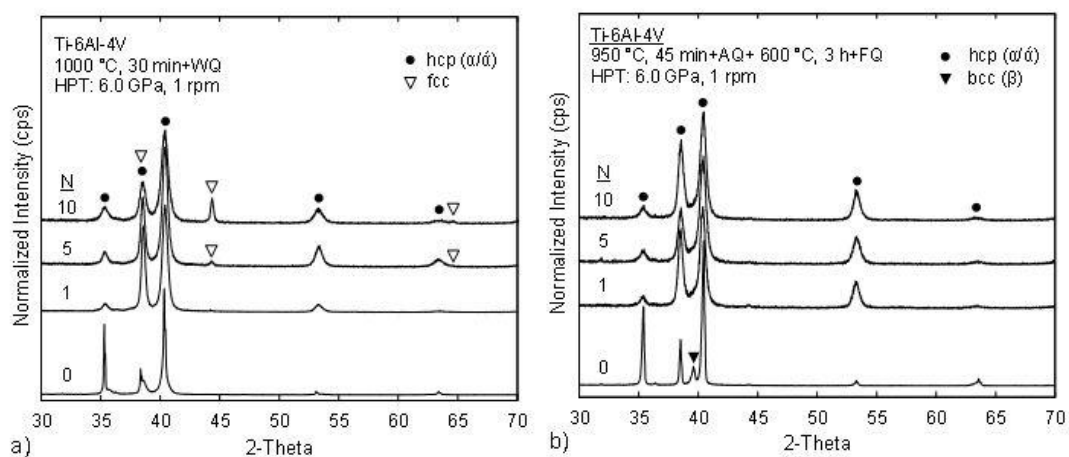 Ti-6Al-4V
1000 °C, 30 min+WQ
HPT: 6.0 GPa, 1 rpm
● hcp (α/ά)
▽ fcc
N
10
5
1
0
Normalized Intensity (cps)
30 35 40 45 50 55 60 65 70
2-Theta
a)
Ti-6Al-4V
950 °C, 45 min+AQ+ 600 °C, 3 h+FQ
HPT: 6.0 GPa, 1 rpm
● hcp (α/ά)
▼ bcc (β)
N
10
5
1
0
Normalized Intensity (cps)
30 35 40 45 50 55 60 65 70
2-Theta
b)